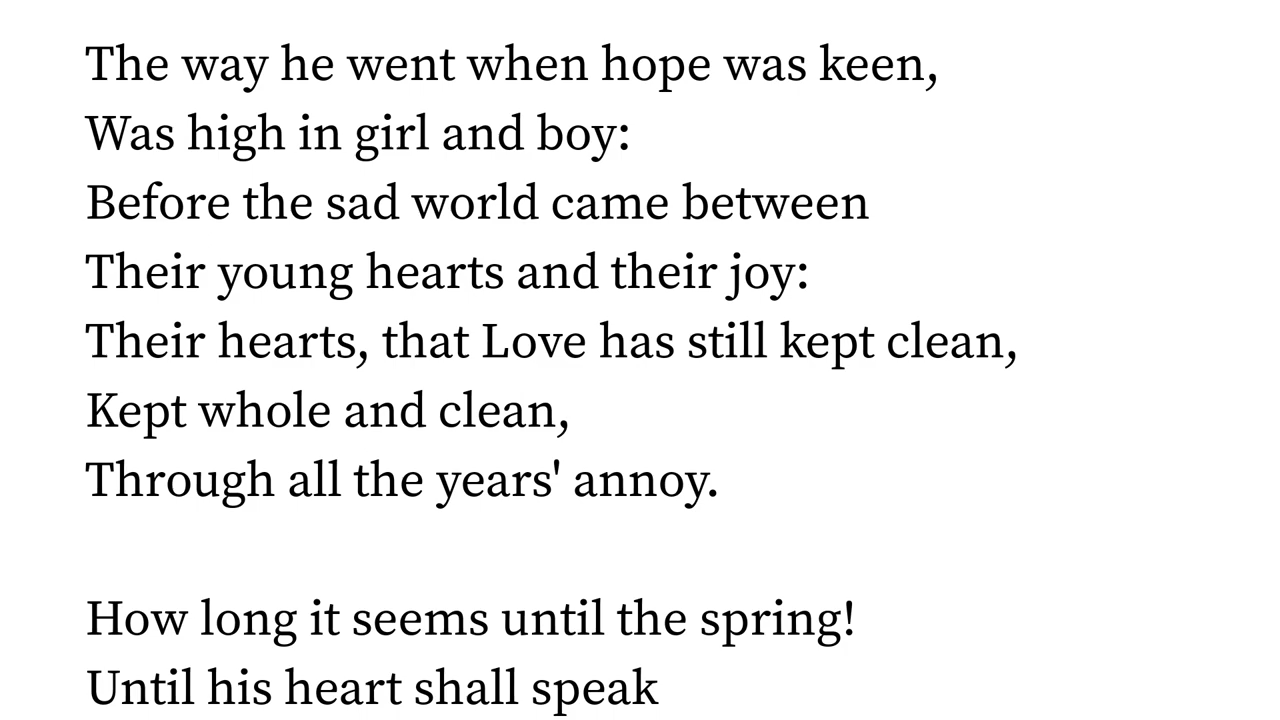 The way he went when hope was keen,
Was high in girl and boy:
Before the sad world came between
Their young hearts and their joy:
Their hearts, that Love has still kept clean,
Kept whole and clean,
Through all the years' annoy.

How long it seems until the spring!
Until his heart shall speak